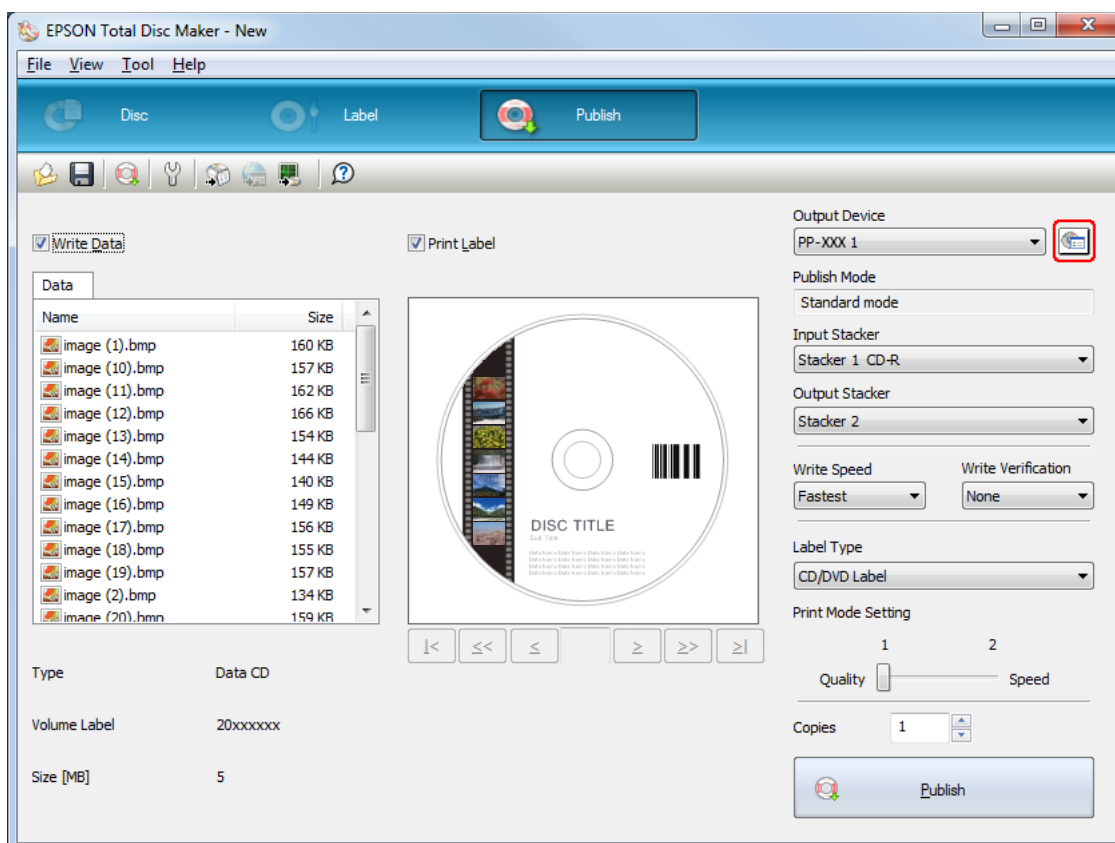 EPSON Total Disc Maker - New
File View Tool Help
Disc Label Publish
Write Data
Data
Name Size
image (1).bmp 160 KB
image (10).bmp 157 KB
image (11).bmp 162 KB
image (12).bmp 166 KB
image (13).bmp 154 KB
image (14).bmp 144 KB
image (15).bmp 140 KB
image (16).bmp 149 KB
image (17).bmp 156 KB
image (18).bmp 155 KB
image (19).bmp 157 KB
image (2).bmp 134 KB
image (20).bmp 159 KB
Type Data CD
Volume Label 20xxxxxx
Size [MB] 5
Print Label
DISC TITLE
Sub Title
|< << < > >> >|
Output Device
PP-XXX 1
Publish Mode
Standard mode
Input Stacker
Stacker 1 CD-R
Output Stacker
Stacker 2
Write Speed Write Verification
Fastest None
Label Type
CD/DVD Label
Print Mode Setting
1 2
Quality Speed
Copies 1
Publish